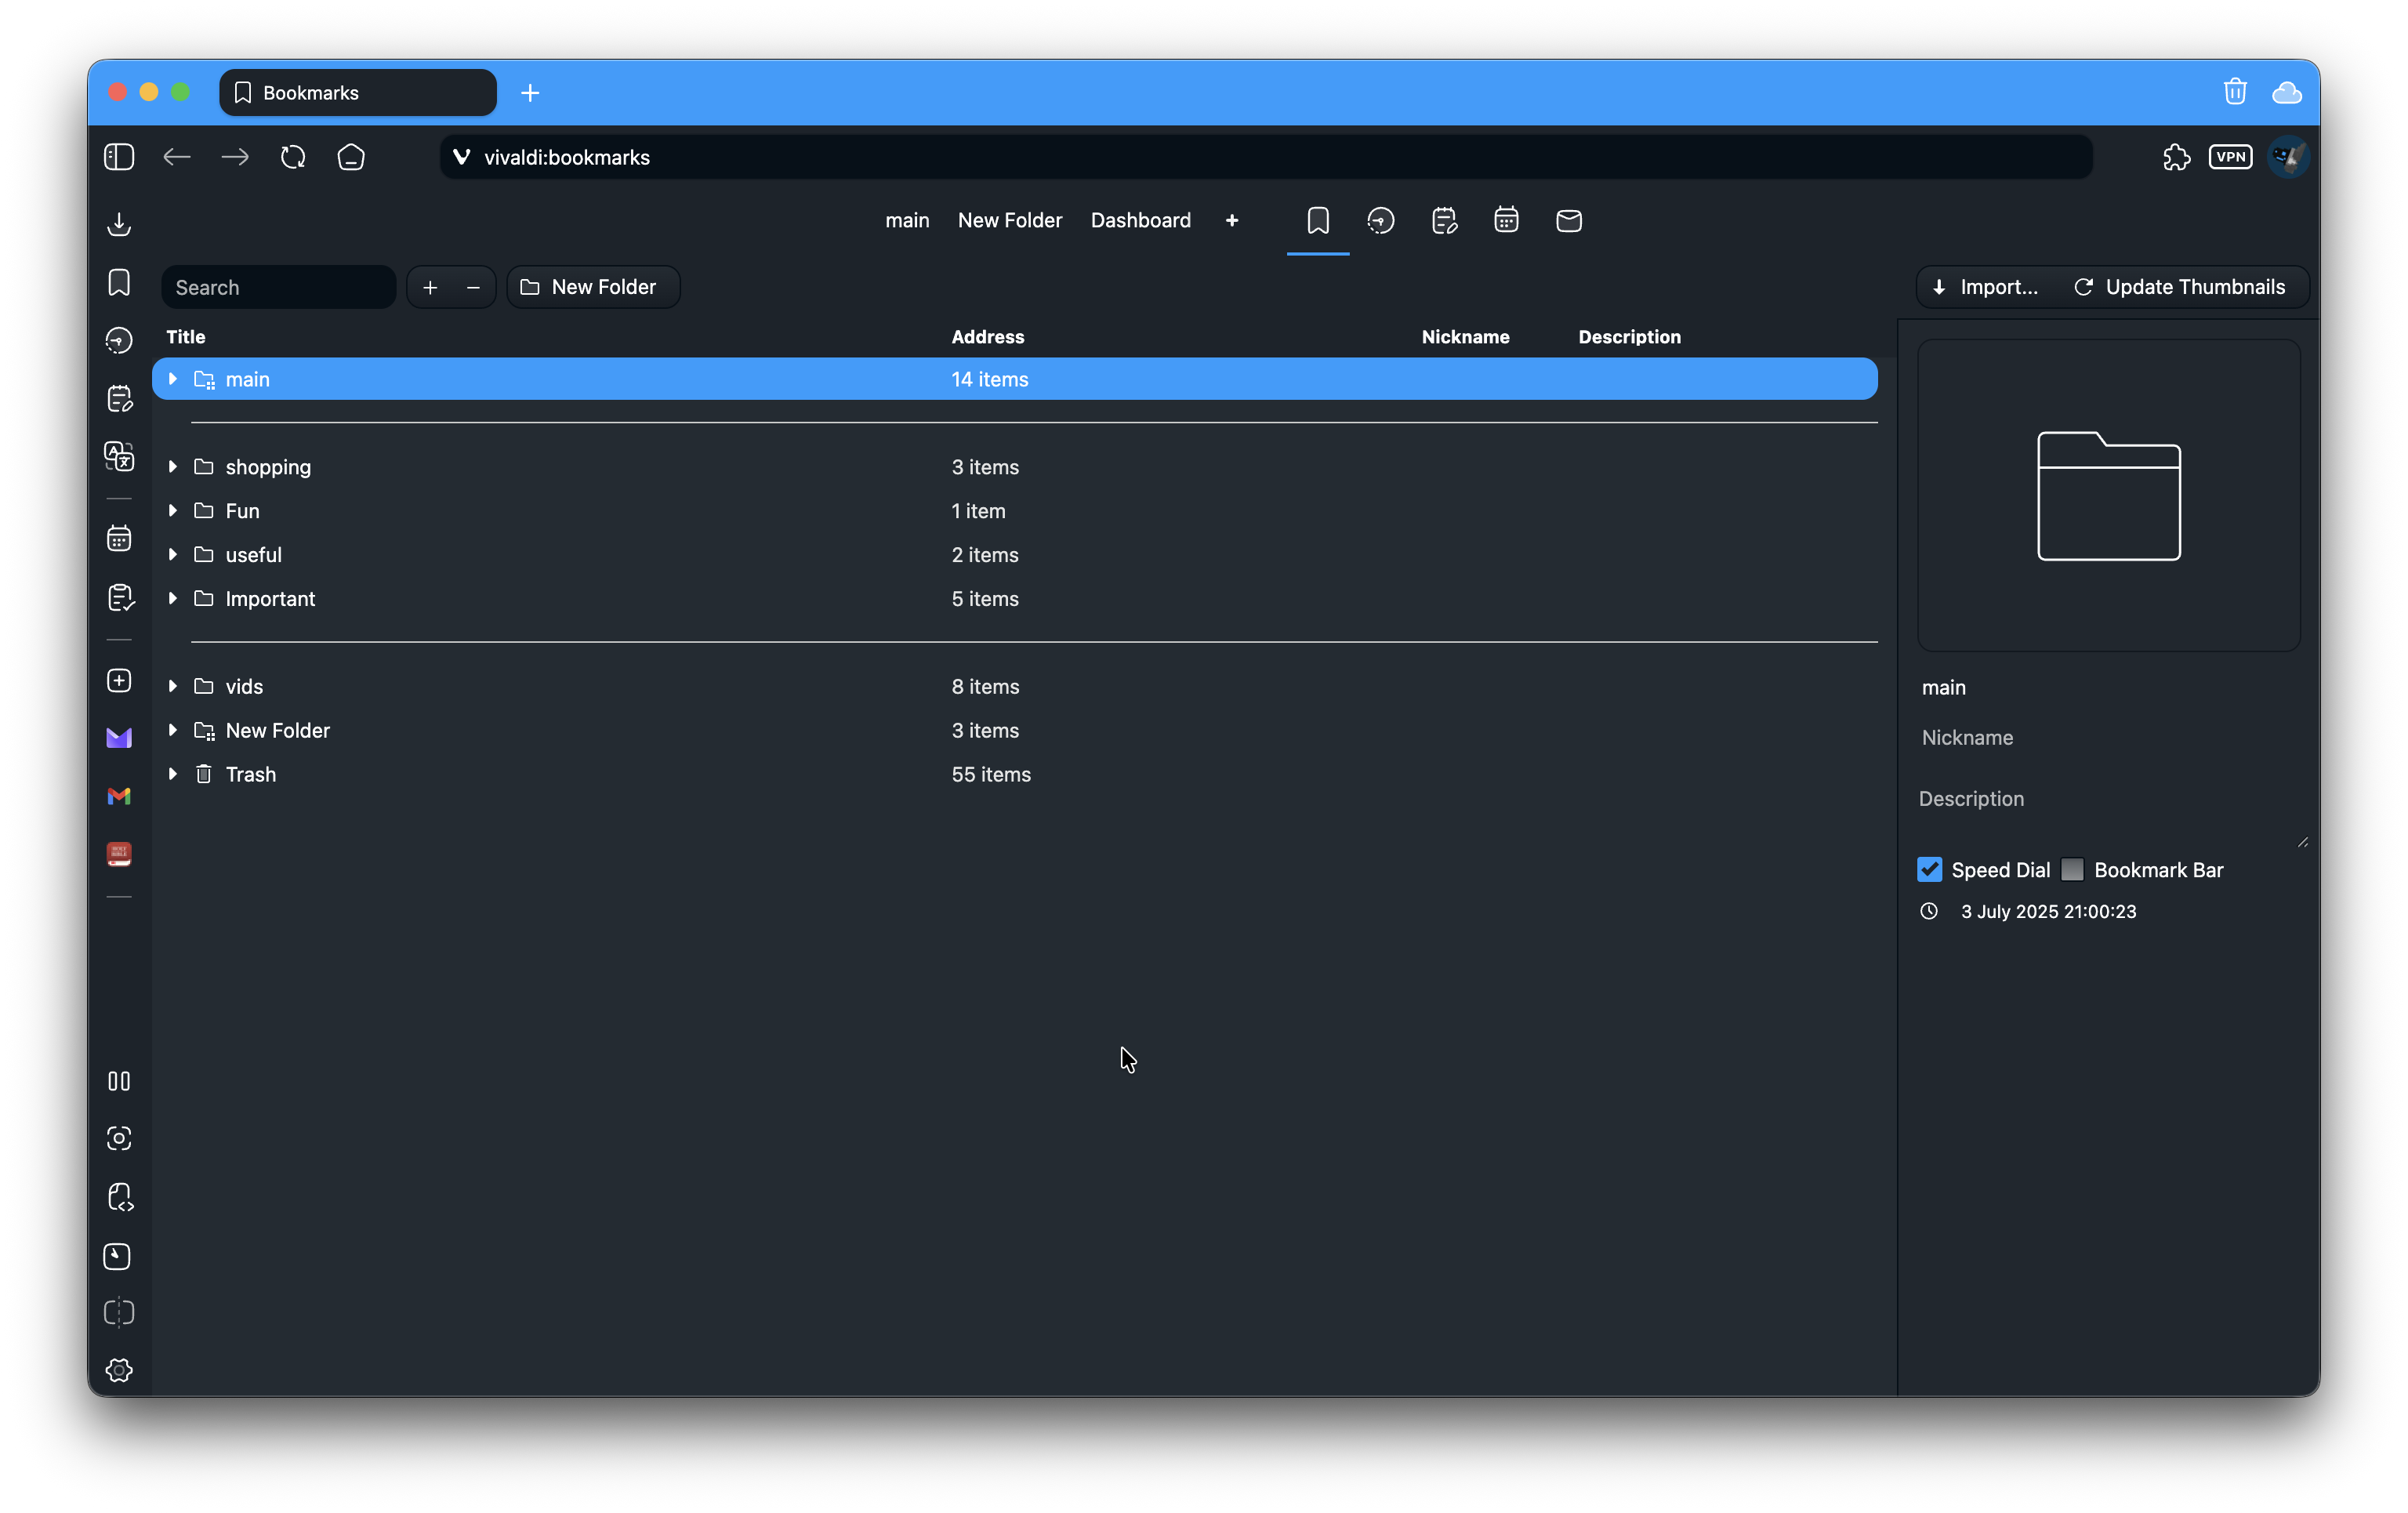 Bookmarks
vivaldi:bookmarks
VPN
main New Folder Dashboard +
Search + − New Folder Import... Update Thumbnails
Title Address Nickname Description
main 14 items
shopping 3 items
Fun 1 item
useful 2 items
Important 5 items
vids 8 items
New Folder 3 items
Trash 55 items
main
Nickname
Description
Speed Dial Bookmark Bar
3 July 2025 21:00:23
HOLY BIBLE